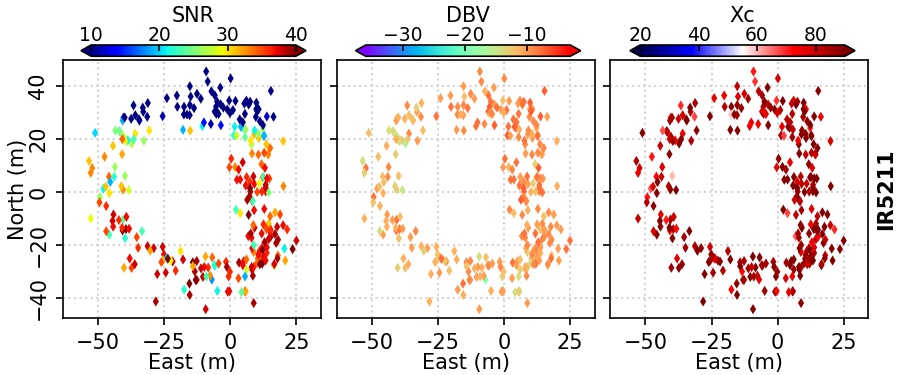 SNR DBV Xc
10 20 30 40 −30 −20 −10 20 40 60 80
North (m)
40
20
0
−20
−40
−50 −25 0 25 −50 −25 0 25 −50 −25 0 25
East (m) East (m) East (m)
IR5211